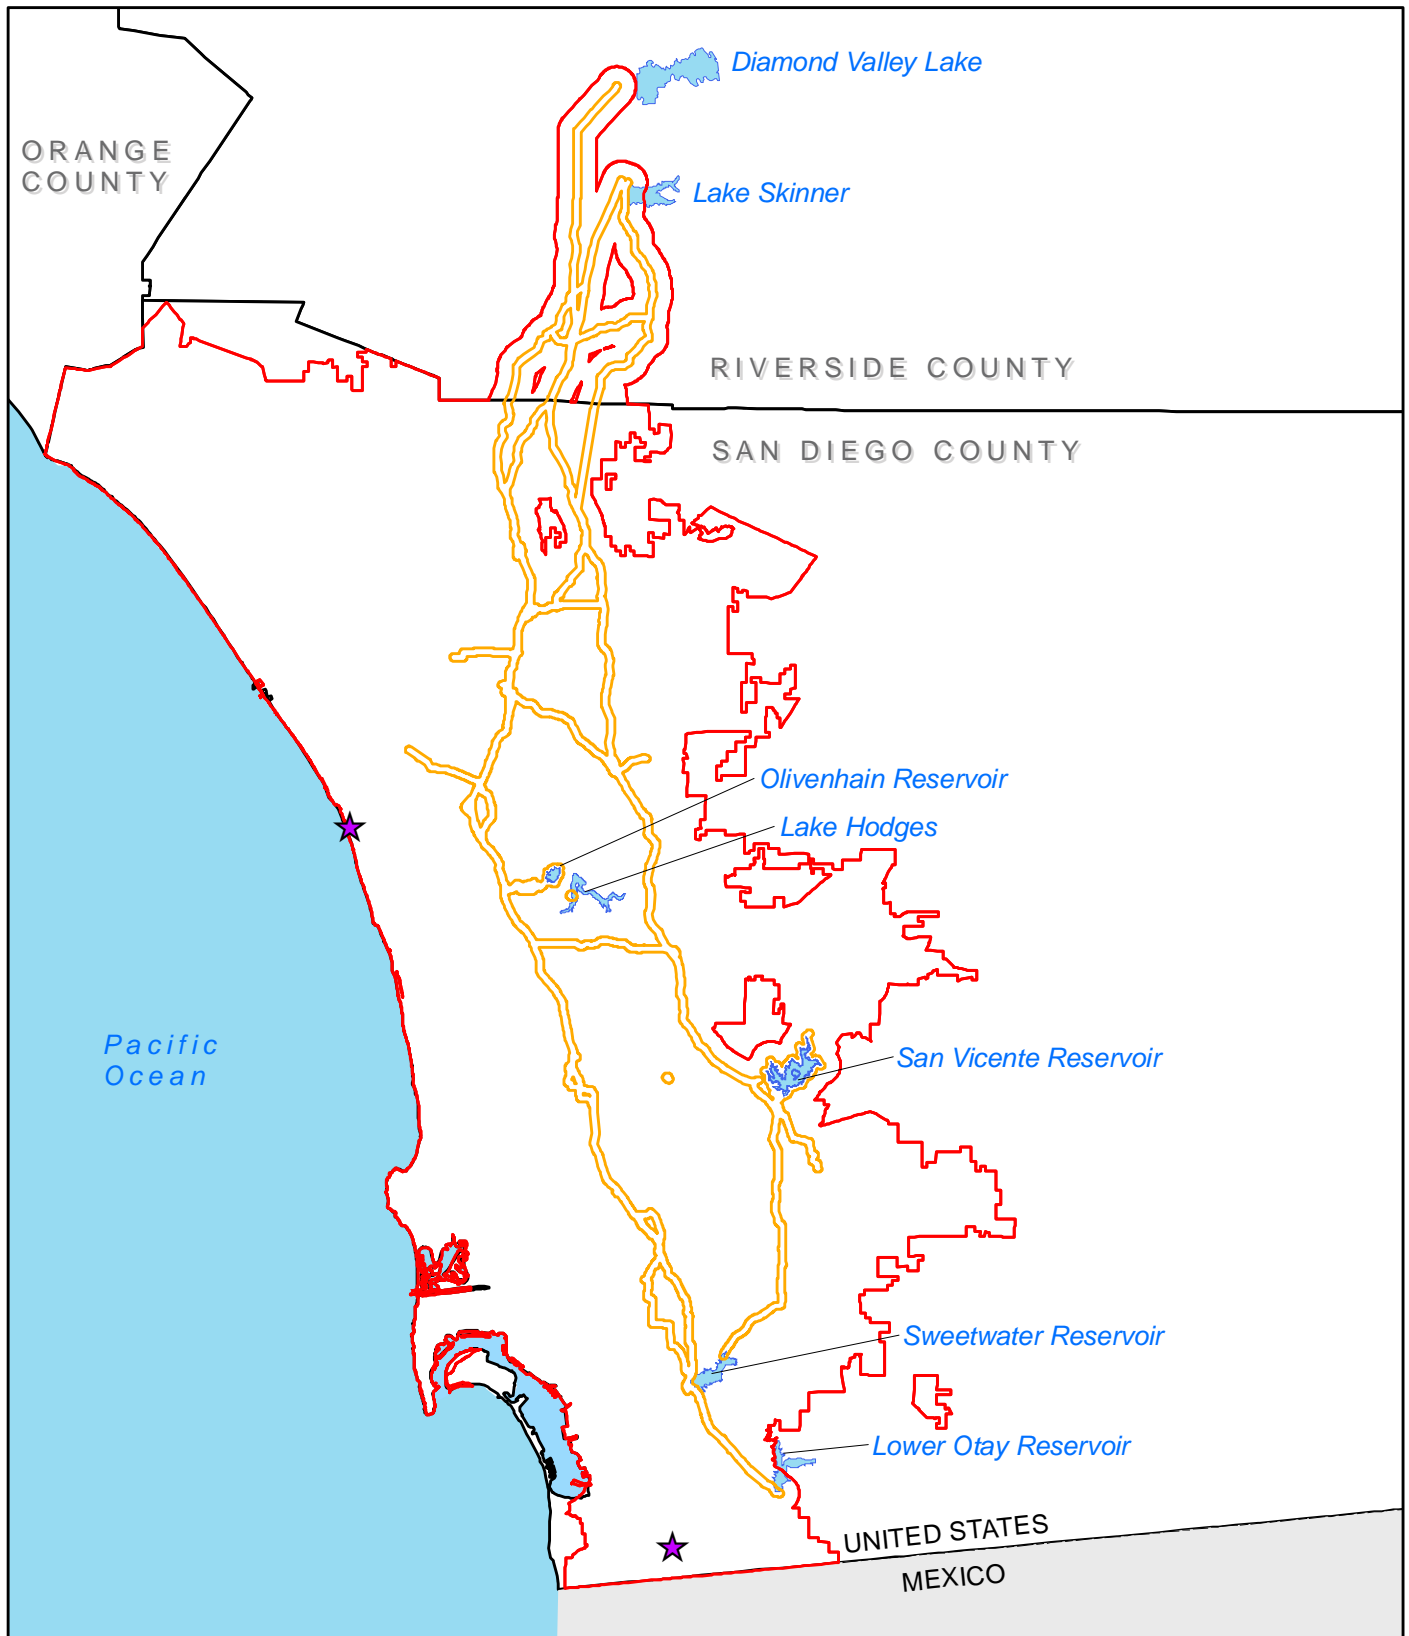 Diamond Valley Lake
ORANGE
COUNTY
Lake Skinner
RIVERSIDE COUNTY
SAN DIEGO COUNTY
Olivenhain Reservoir
Lake Hodges
Pacific
Ocean
San Vicente Reservoir
Sweetwater Reservoir
Lower Otay Reservoir
UNITED STATES
MEXICO